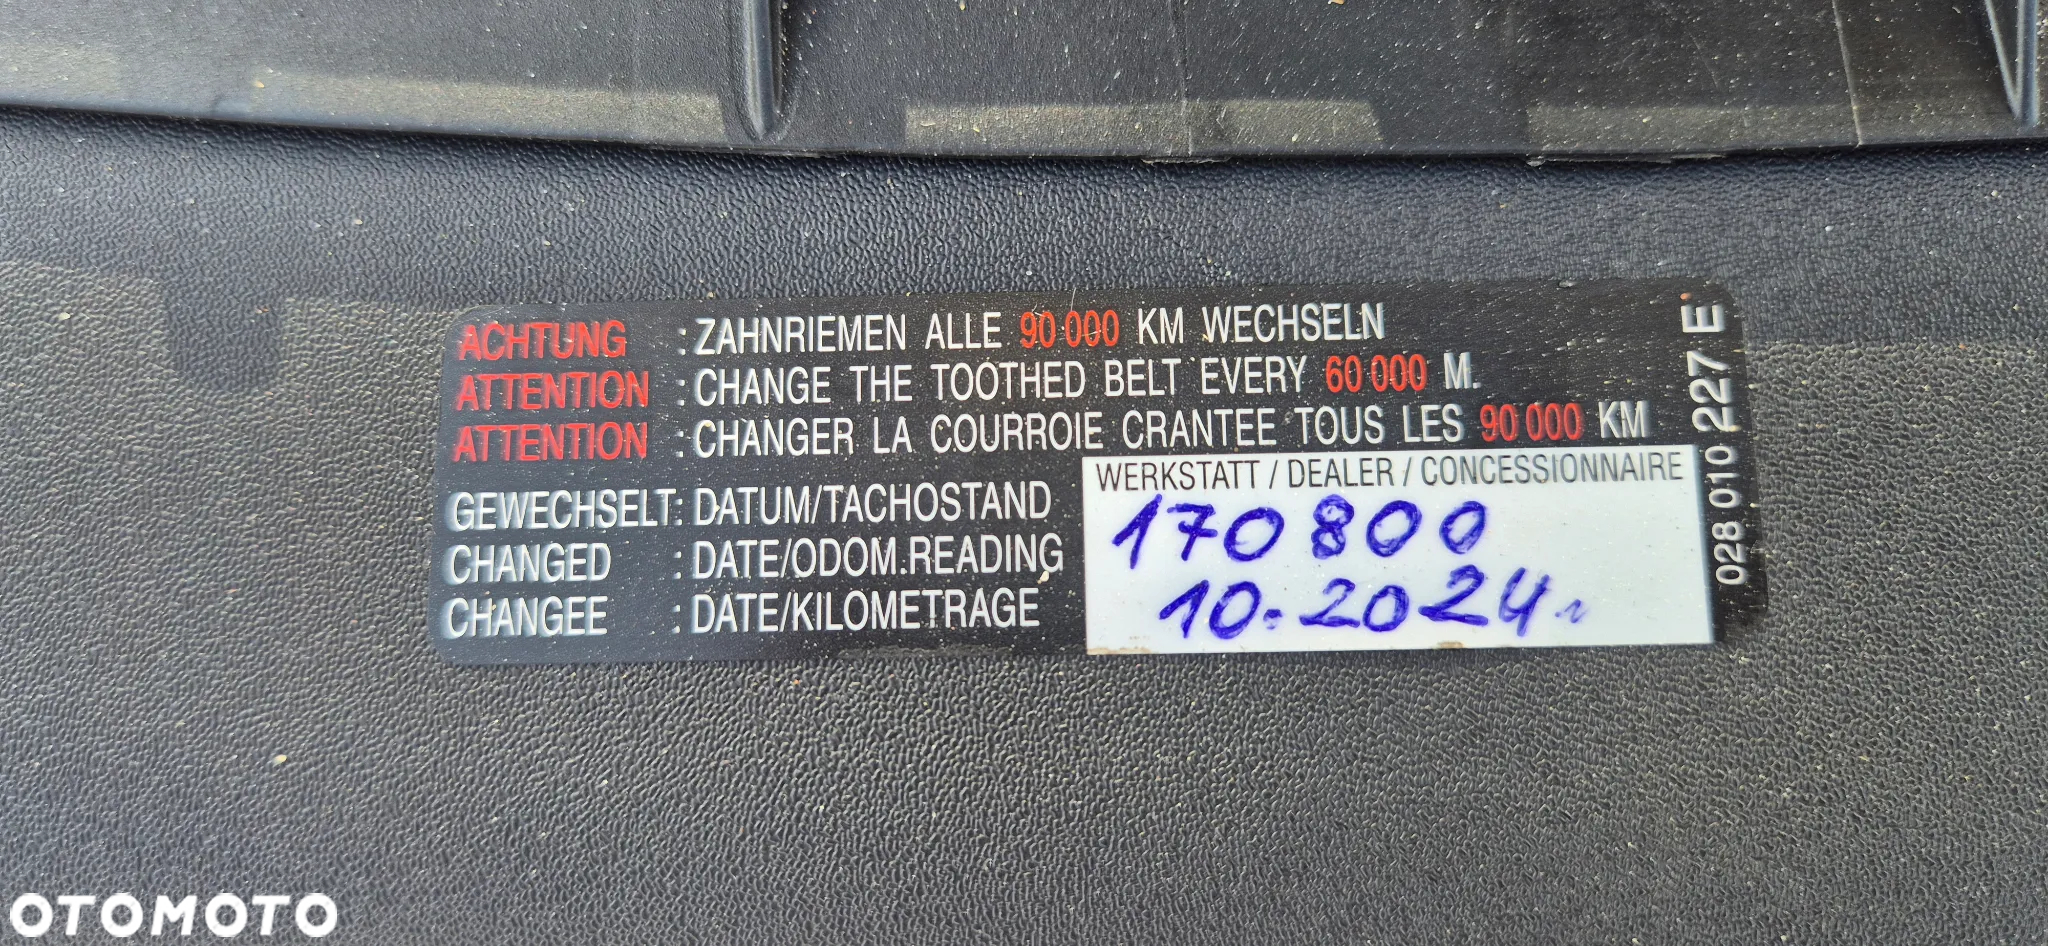 ACHTUNG : ZAHNRIEMEN ALLE 90 000 KM WECHSELN
ATTENTION : CHANGE THE TOOTHED BELT EVERY 60 000 M.
ATTENTION : CHANGER LA COURROIE CRANTEE TOUS LES 90 000 KM
WERKSTATT / DEALER / CONCESSIONNAIRE
GEWECHSELT: DATUM/TACHOSTAND
CHANGED : DATE/ODOM.READING
CHANGEE : DATE/KILOMETRAGE
170800
10.2024r
028 010 227 E
OTOMOTO